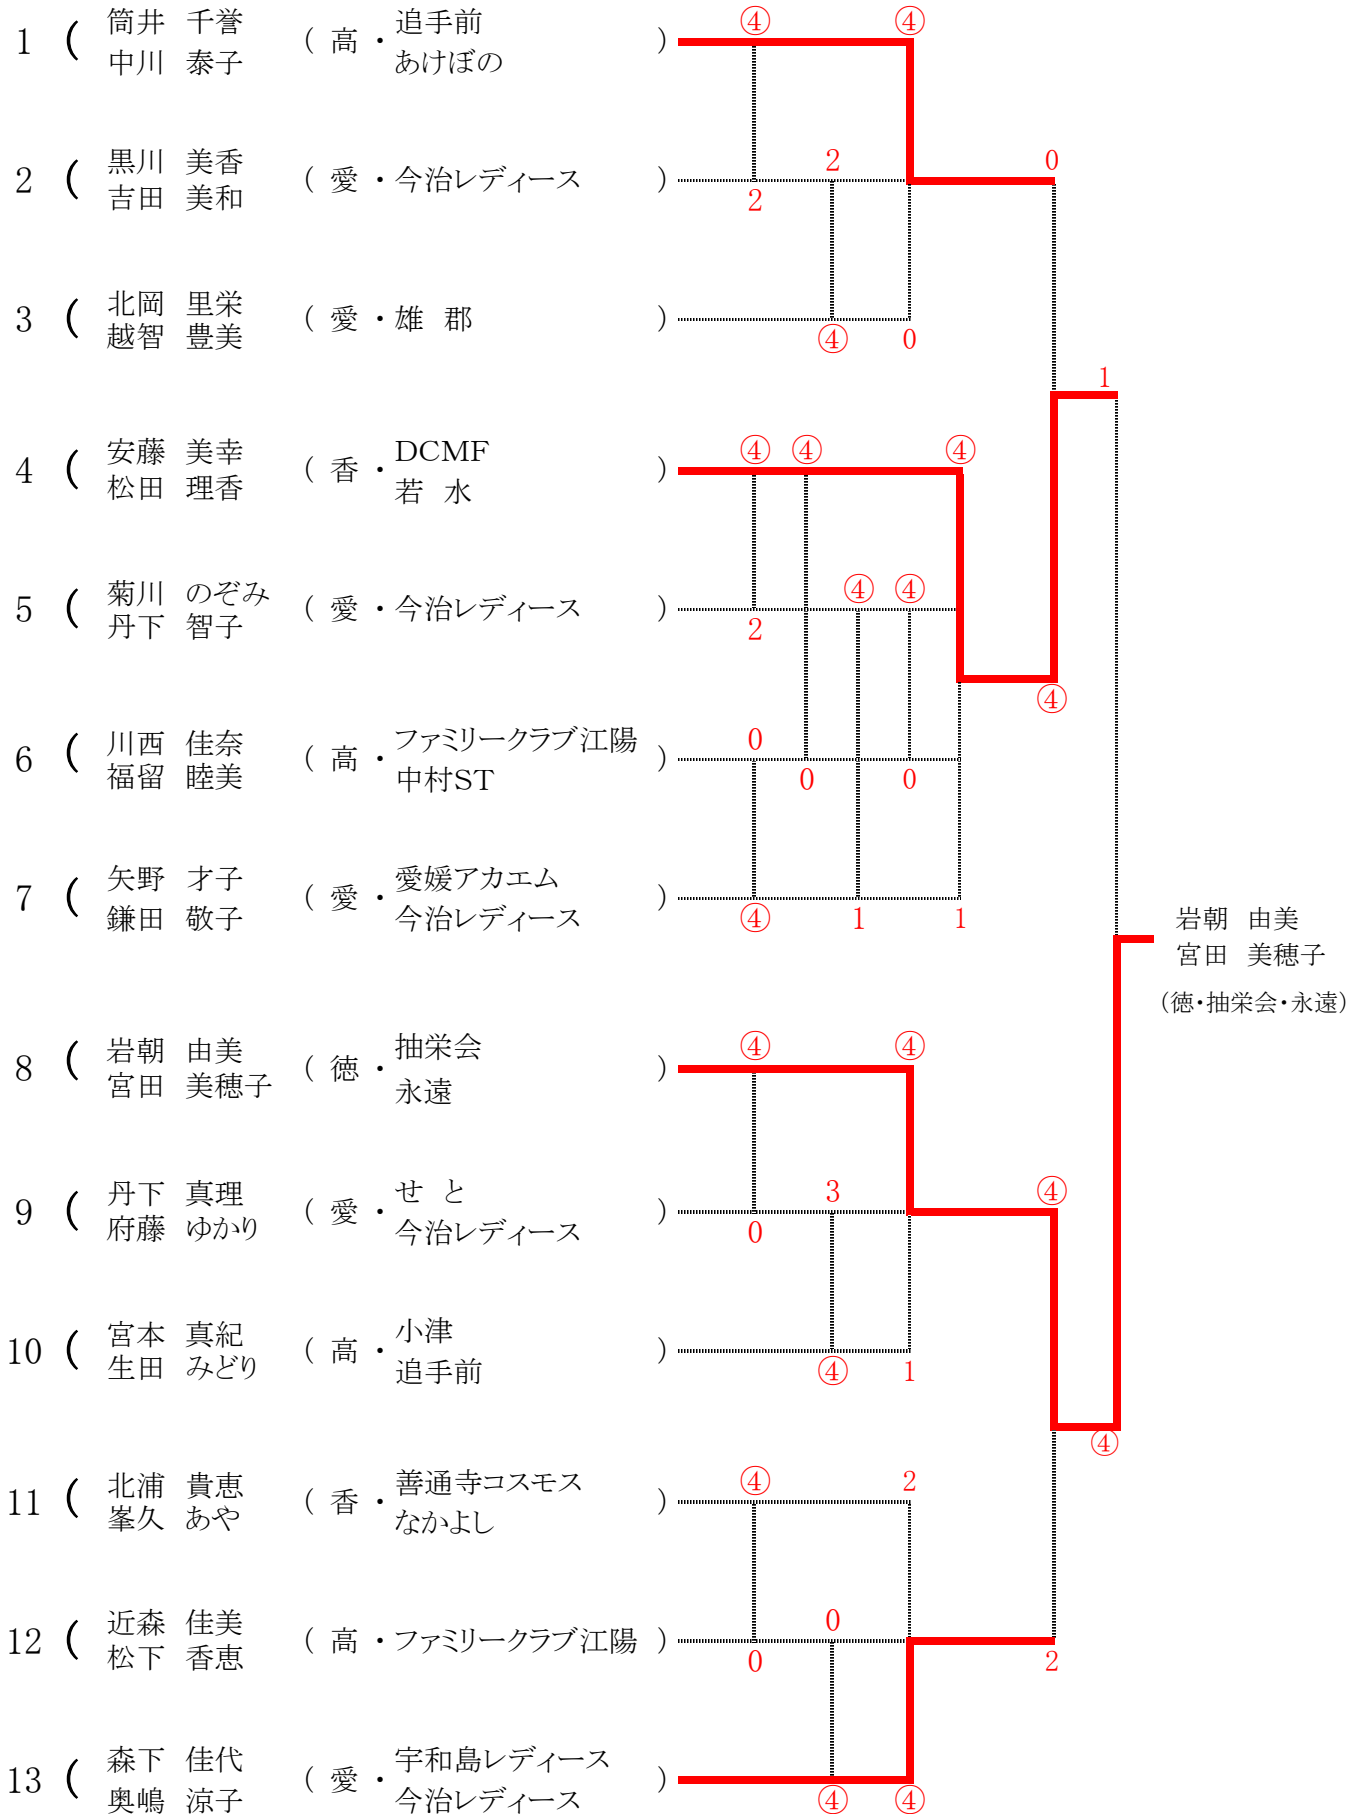 ④ ④
1 ( 筒井 千誉 ( 高 ・ 追手前 )
中川 泰子 あけぼの
2 0
2 ( 黒川 美香 ( 愛 ・ 今治レディース )
吉田 美和
2
3 ( 北岡 里栄 ( 愛 ・ 雄 郡 )
越智 豊美
④ 0
1
④ ④ ④
4 ( 安藤 美幸 ( 香 ・ DCMF )
松田 理香 若 水
④ ④
5 ( 菊川 のぞみ ( 愛 ・ 今治レディース )
丹下 智子
2
④
0
6 ( 川西 佳奈 ( 高 ・ ファミリークラブ江陽 )
福留 睦美 中村ST
0 0
7 ( 矢野 才子 ( 愛 ・ 愛媛アカエム )
鎌田 敬子 今治レディース
④ 1 1
岩朝 由美
宮田 美穂子
(徳・抽栄会・永遠)
④ ④
8 ( 岩朝 由美 ( 徳 ・ 抽栄会 )
宮田 美穂子 永遠
3 ④
9 ( 丹下 真理 ( 愛 ・ せ と )
府藤 ゆかり 今治レディース
0
10 ( 宮本 真紀 ( 高 ・ 小津 )
生田 みどり 追手前
④ 1
④
④ 2
11 ( 北浦 貴恵 ( 香 ・ 善通寺コスモス )
峯久 あや なかよし
0
12 ( 近森 佳美 ( 高 ・ ファミリークラブ江陽 )
松下 香恵
0 2
13 ( 森下 佳代 ( 愛 ・ 宇和島レディース )
奥嶋 涼子 今治レディース
④ ④